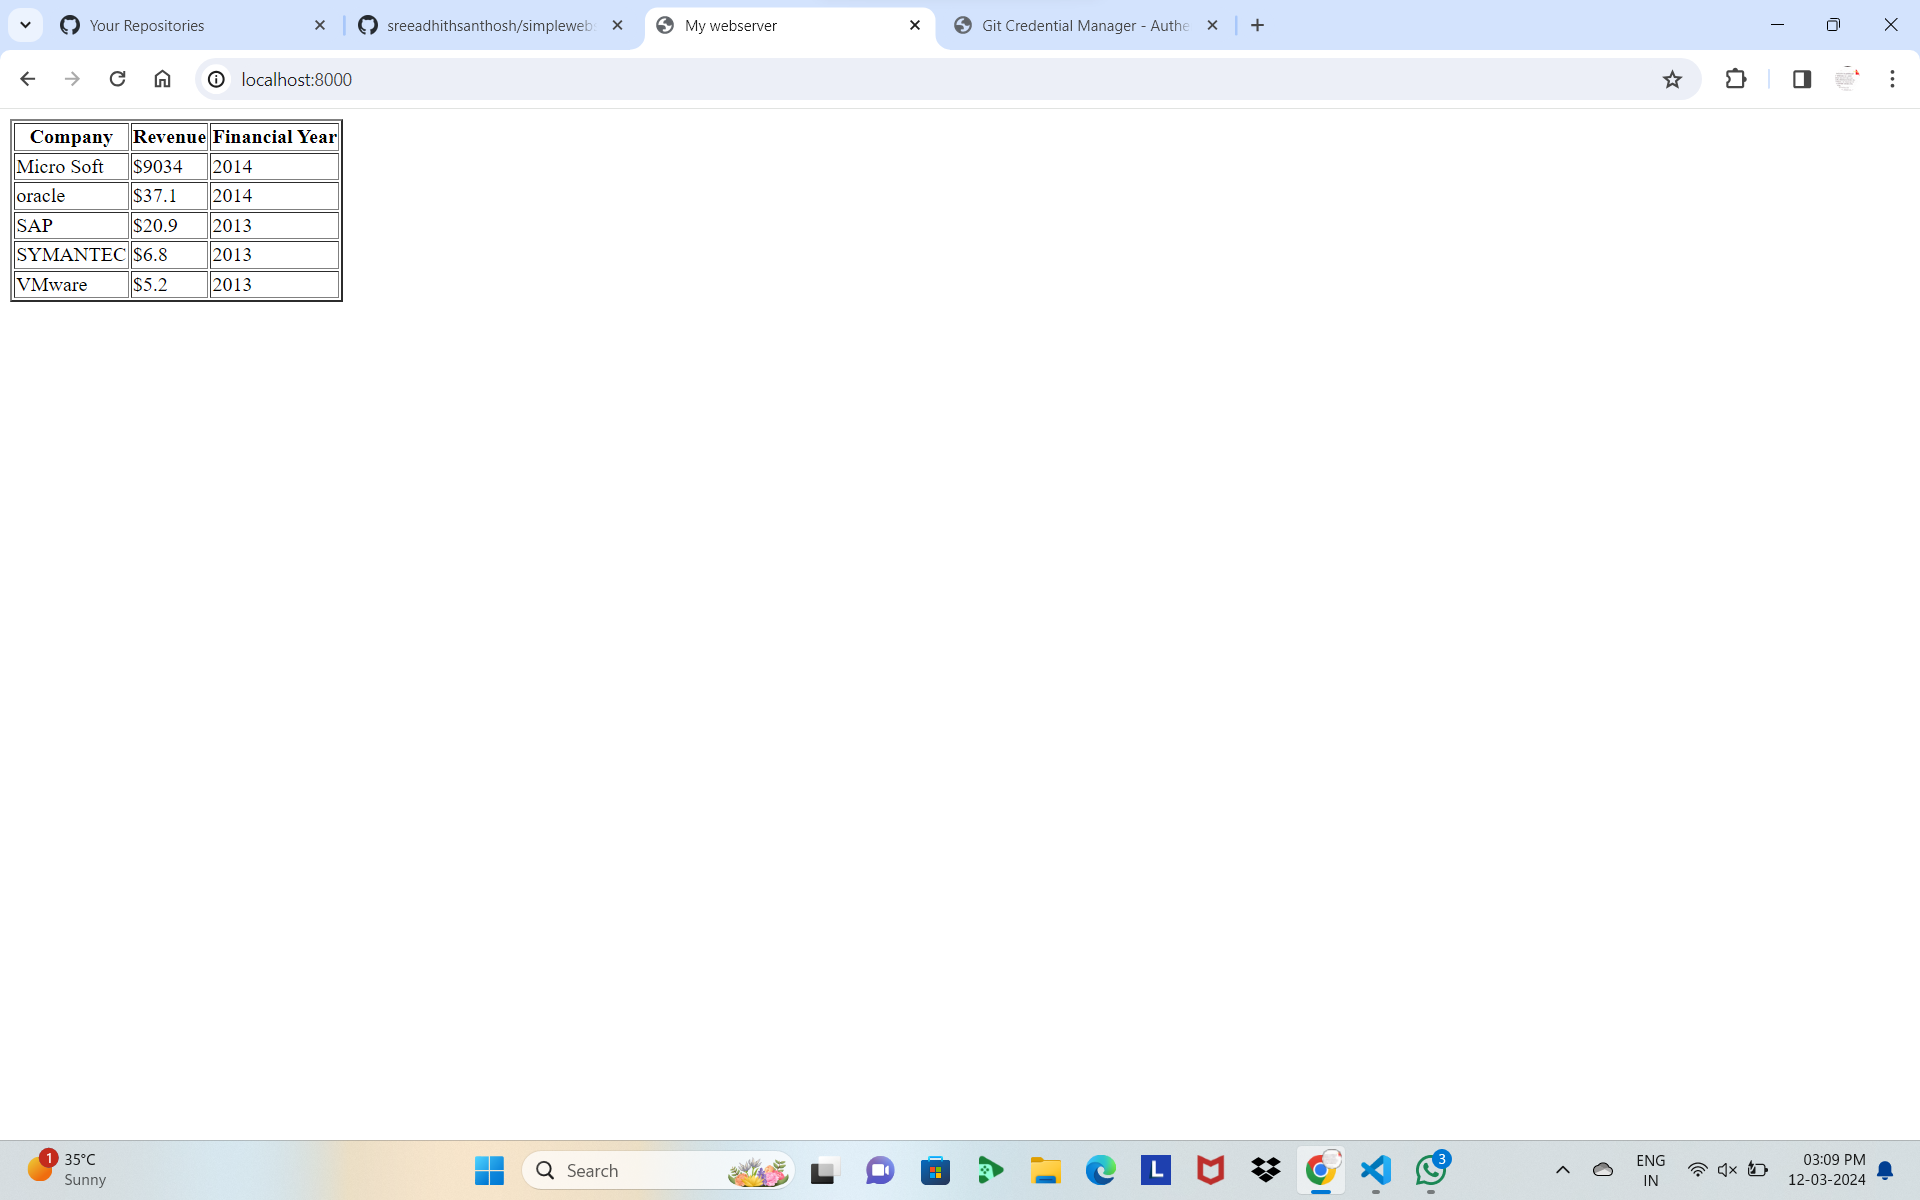 Your Repositories
sreeadhithsanthosh/simplewebs
My webserver
Git Credential Manager - Authe
localhost:8000
Company Revenue Financial Year
Micro Soft $9034 2014
oracle $37.1 2014
SAP $20.9 2013
SYMANTEC $6.8 2013
VMware $5.2 2013
1
35°C
Sunny
Search
L
3
ENG
IN
03:09 PM
12-03-2024